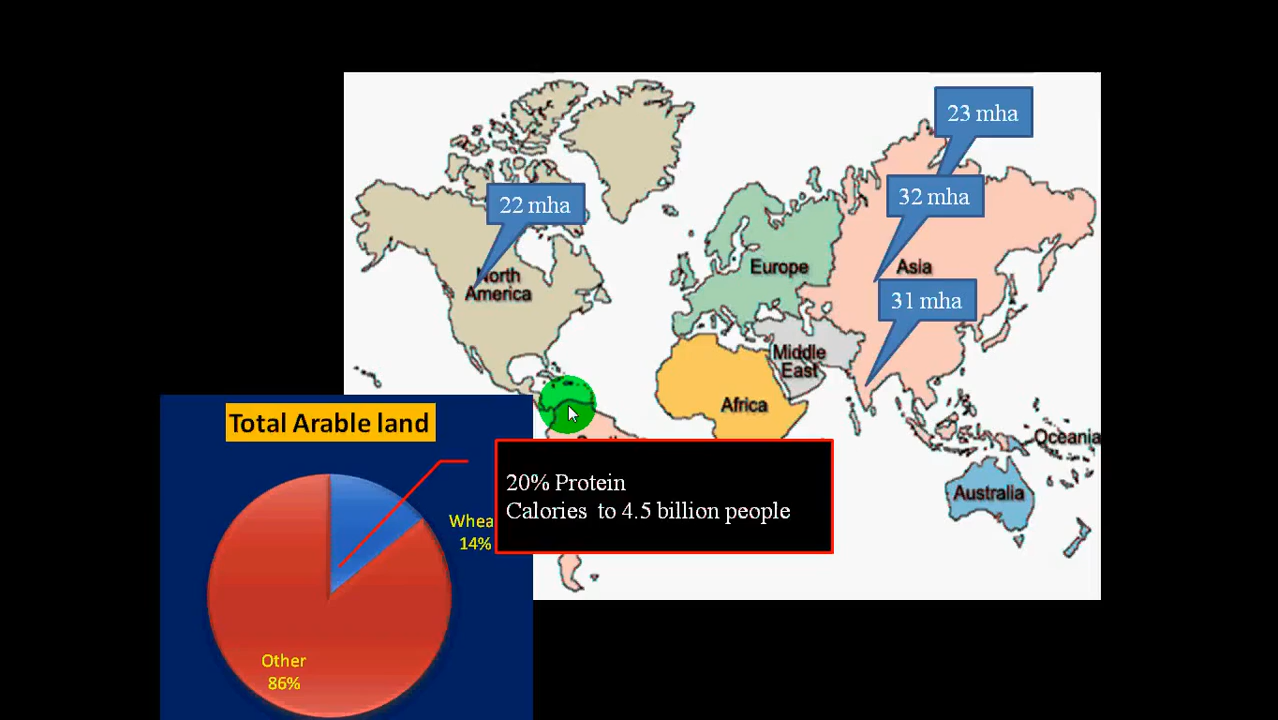 23 mha
32 mha
22 mha
Europe
Asia
North
America
31 mha
Middle
East
Africa
Oceania
Total Arable land
20% Protein
Calories to 4.5 billion people
Australia
14%
Other
86%